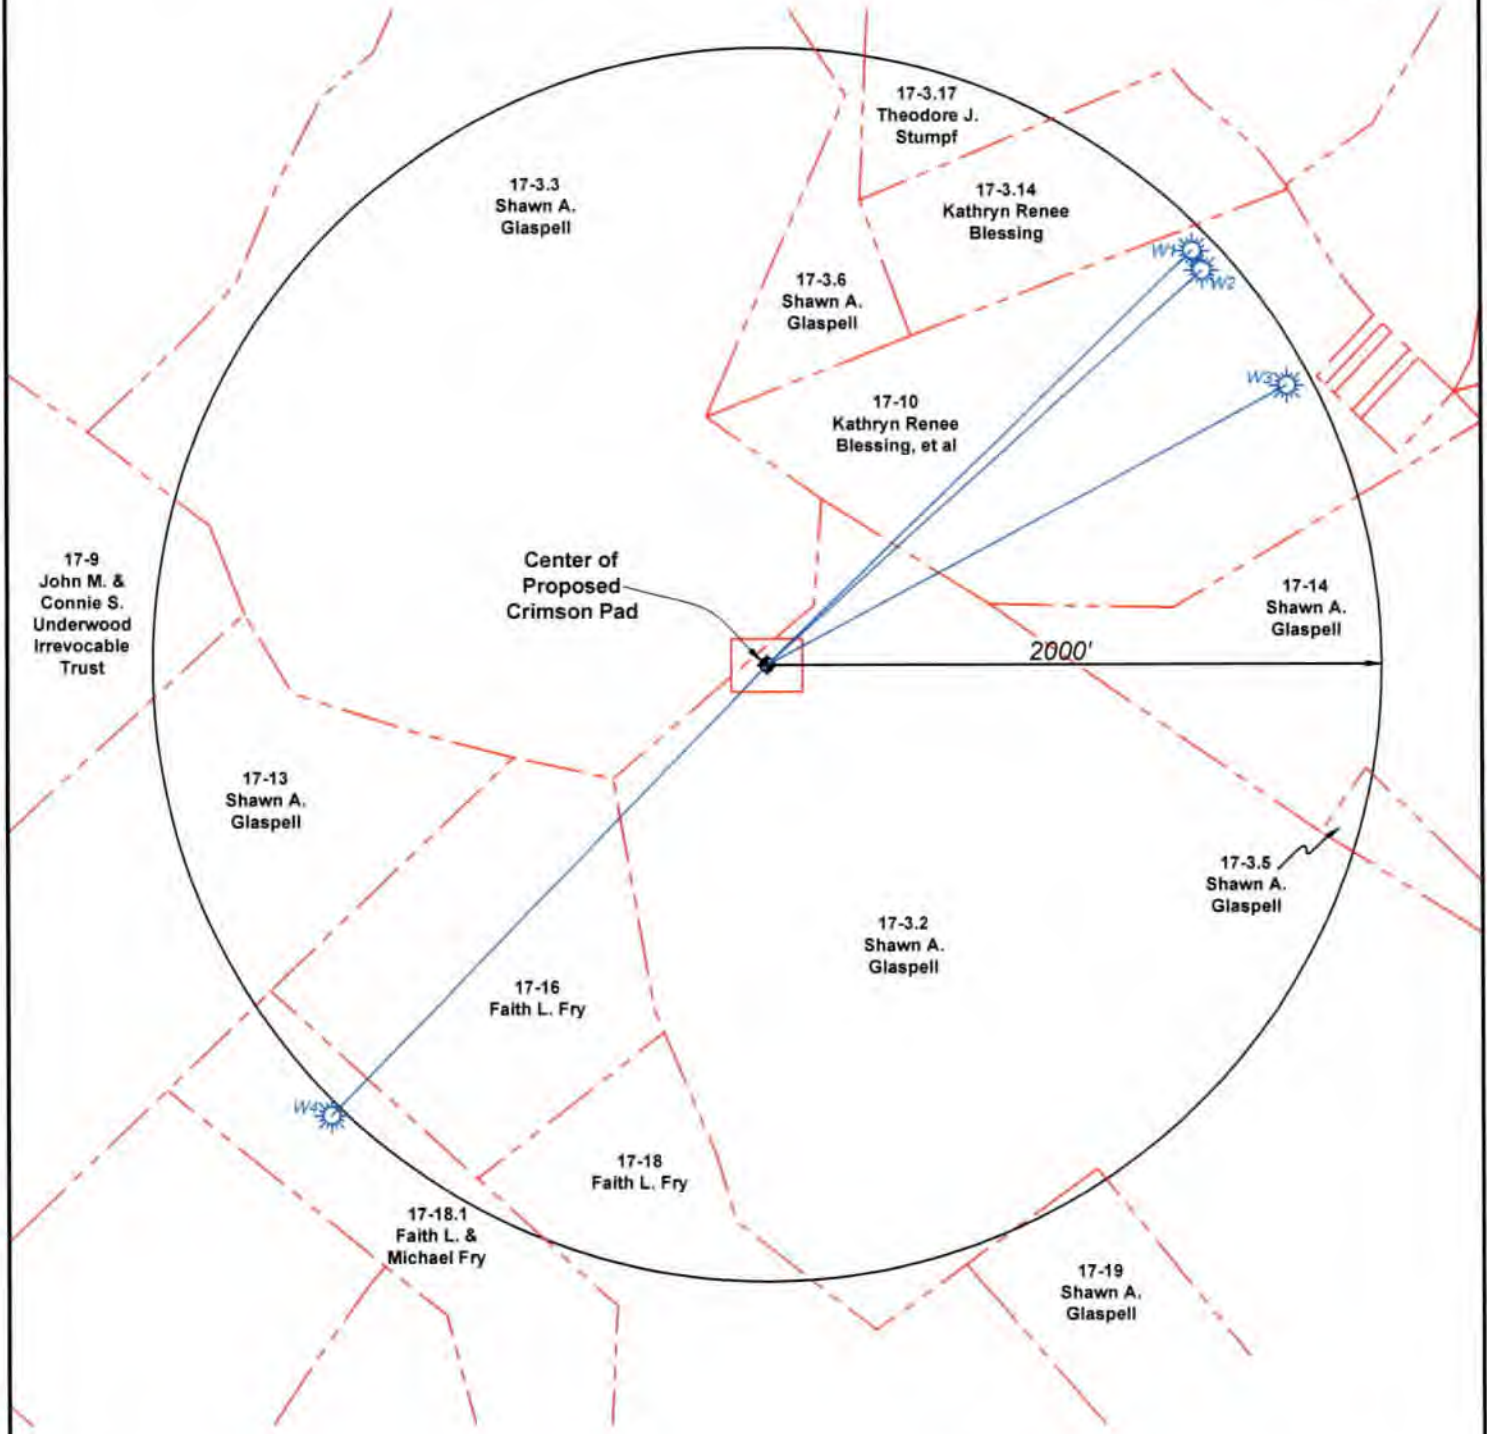 17-3.17
Theodore J.
Stumpf
17-3.3
Shawn A.
Glaspell
17-3.14
Kathryn Renee
Blessing
W1
W2
17-3.6
Shawn A.
Glaspell
W3
17-10
Kathryn Renee
Blessing, et al
17-9
John M. &
Connie S.
Underwood
Irrevocable
Trust
Center of
Proposed
Crimson Pad
17-14
Shawn A.
Glaspell
2000'
17-13
Shawn A.
Glaspell
17-3.5
Shawn A.
Glaspell
17-3.2
Shawn A.
Glaspell
17-16
Faith L. Fry
W4
17-18
Faith L. Fry
17-18.1
Faith L. &
Michael Fry
17-19
Shawn A.
Glaspell